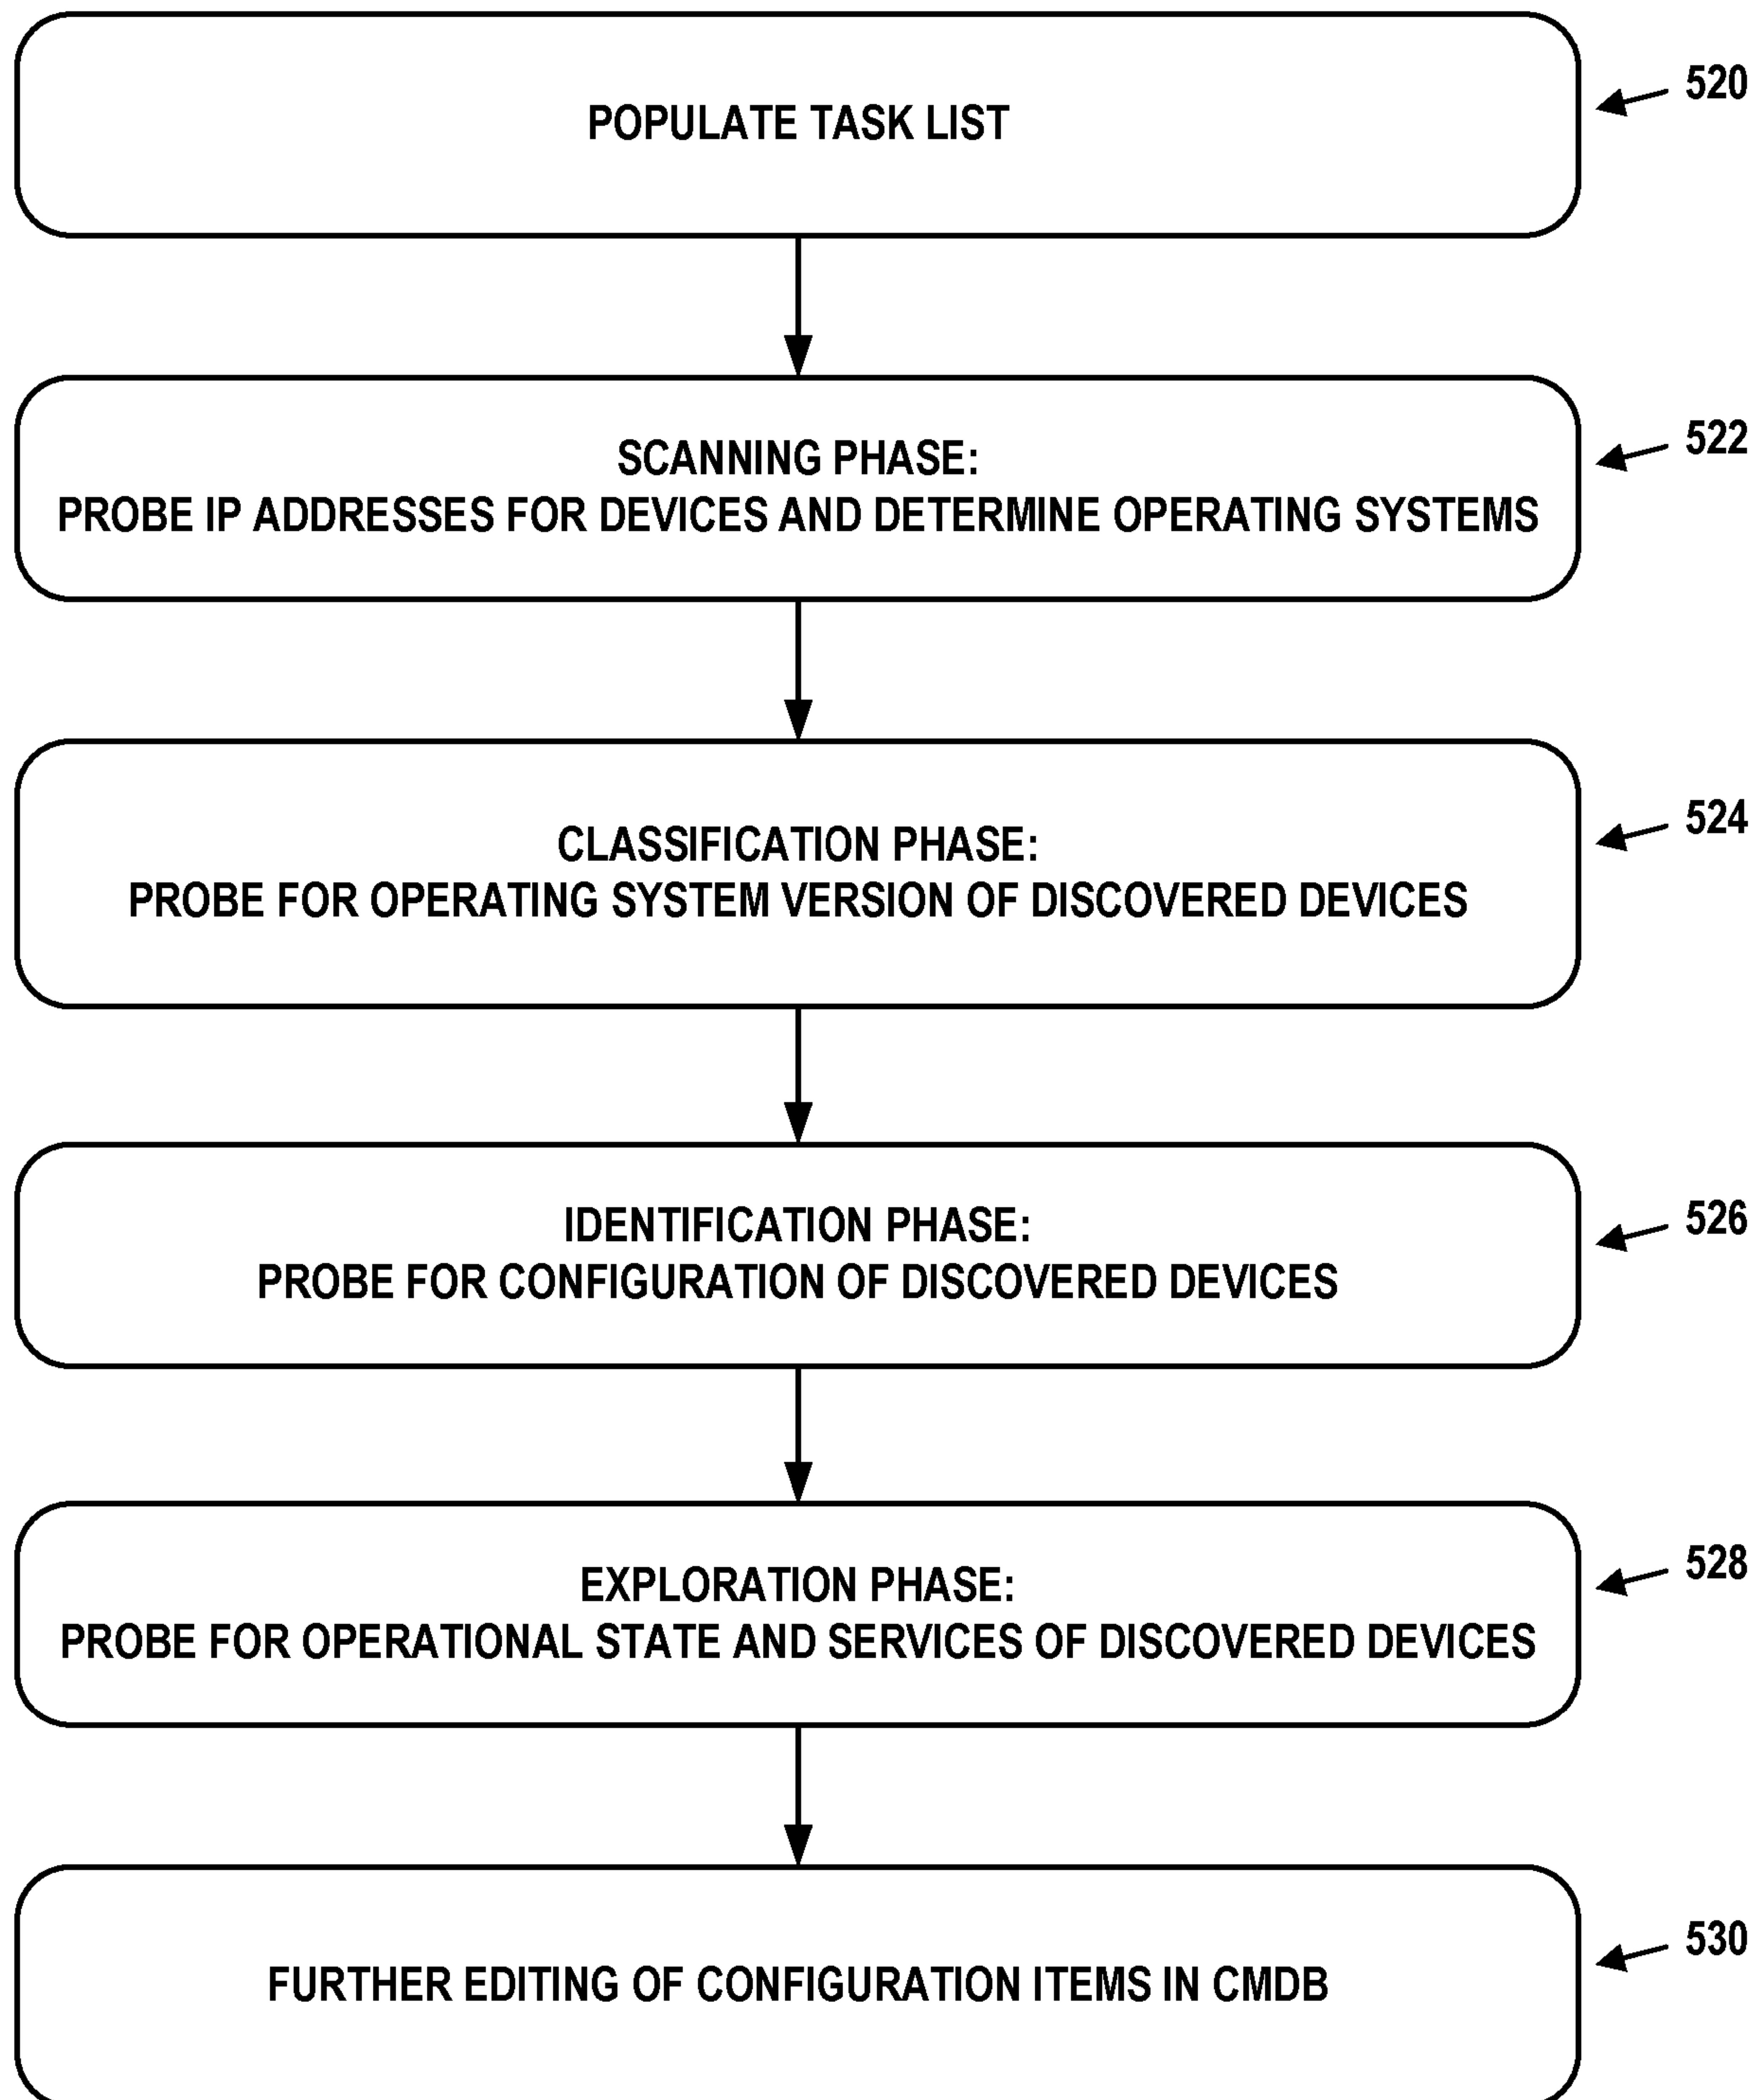 POPULATE TASK LIST
520
SCANNING PHASE:
PROBE IP ADDRESSES FOR DEVICES AND DETERMINE OPERATING SYSTEMS
522
CLASSIFICATION PHASE:
PROBE FOR OPERATING SYSTEM VERSION OF DISCOVERED DEVICES
524
IDENTIFICATION PHASE:
PROBE FOR CONFIGURATION OF DISCOVERED DEVICES
526
EXPLORATION PHASE:
PROBE FOR OPERATIONAL STATE AND SERVICES OF DISCOVERED DEVICES
528
FURTHER EDITING OF CONFIGURATION ITEMS IN CMDB
530